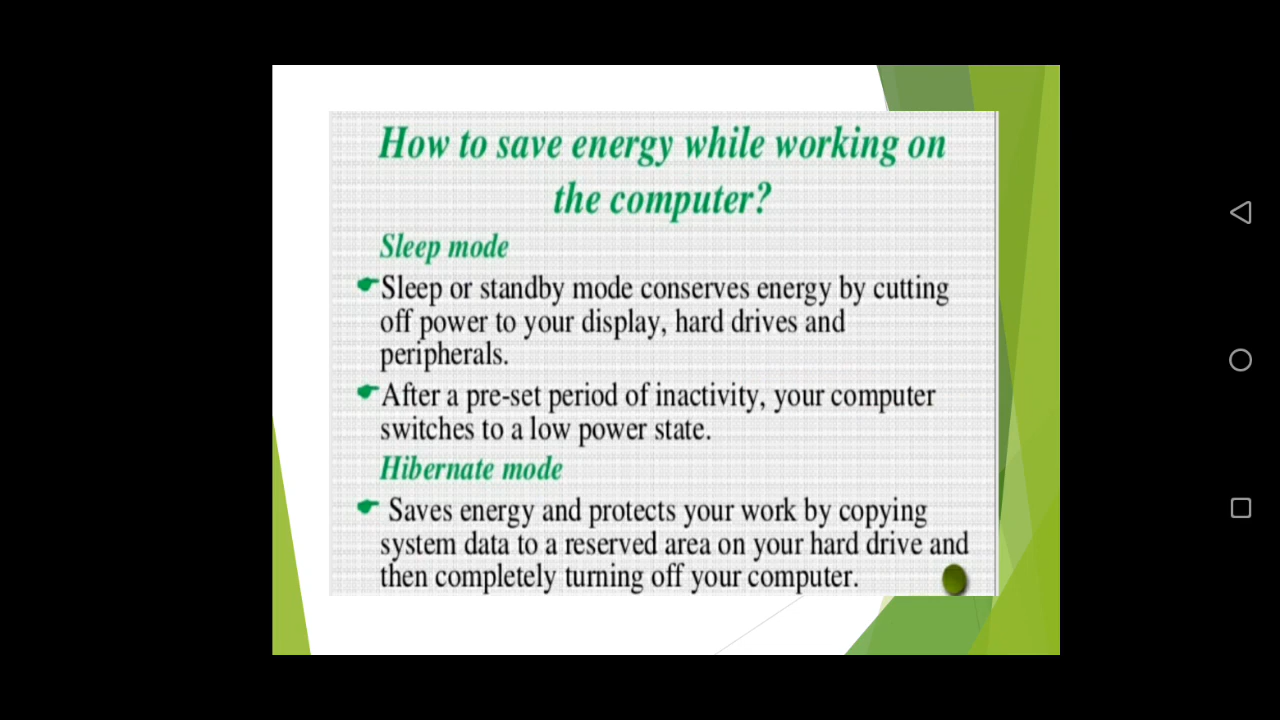 How to save energy while working on
the computer?
Sleep mode
Sleep or standby mode conserves energy by cutting
off power to your display, hard drives and
peripherals.
After a pre-set period of inactivity, your computer
switches to a low power state.
Hibernate mode
Saves energy and protects your work by copying
system data to a reserved area on your hard drive and
then completely turning off your computer.